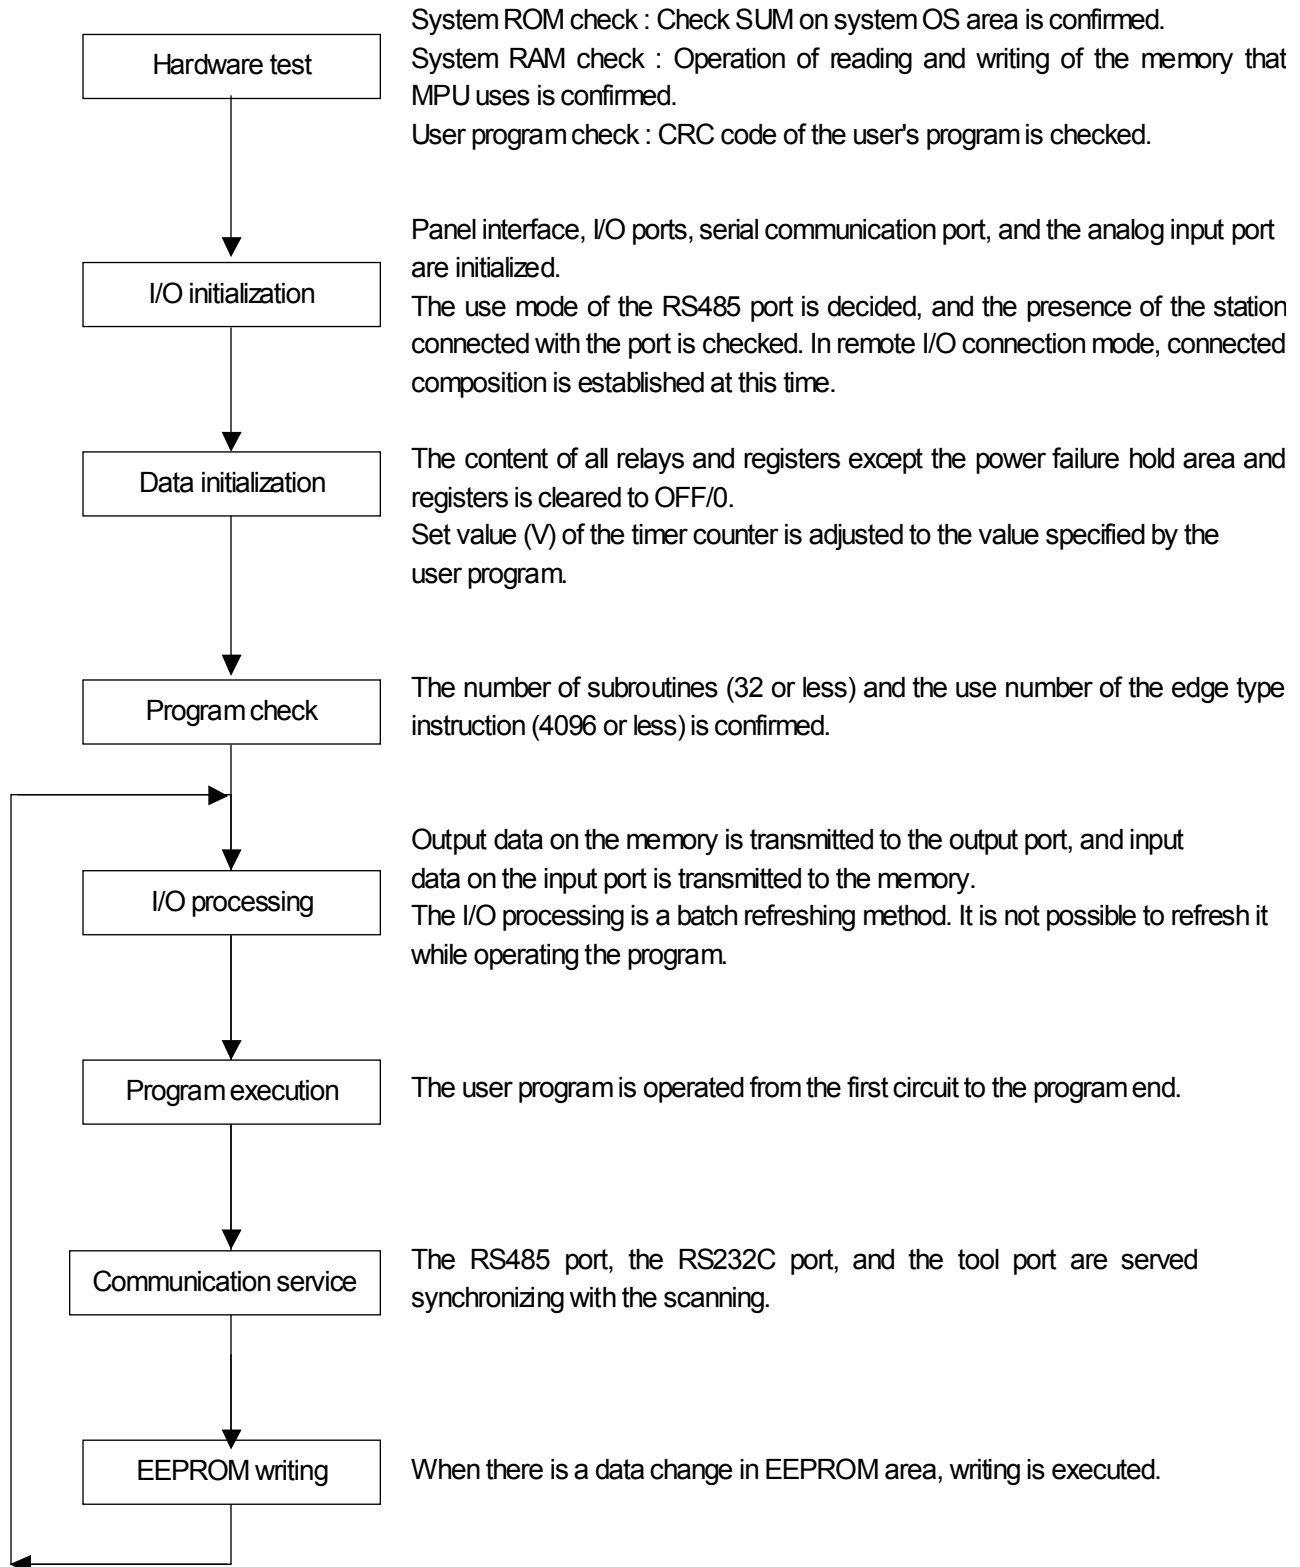 System ROM check : Check SUM on system OS area is confirmed.
Hardware test
System RAM check : Operation of reading and writing of the memory that
MPU uses is confirmed.
User program check : CRC code of the user's program is checked.
Panel interface, I/O ports, serial communication port, and the analog input port
are initialized.
I/O initialization
The use mode of the RS485 port is decided, and the presence of the station
connected with the port is checked. In remote I/O connection mode, connected
composition is established at this time.
Data initialization
The content of all relays and registers except the power failure hold area and
registers is cleared to OFF/0.
Set value (V) of the timer counter is adjusted to the value specified by the
user program.
Program check
The number of subroutines (32 or less) and the use number of the edge type
instruction (4096 or less) is confirmed.
Output data on the memory is transmitted to the output port, and input
data on the input port is transmitted to the memory.
I/O processing
The I/O processing is a batch refreshing method. It is not possible to refresh it
while operating the program.
Program execution
The user program is operated from the first circuit to the program end.
Communication service
The RS485 port, the RS232C port, and the tool port are served
synchronizing with the scanning.
EEPROM writing
When there is a data change in EEPROM area, writing is executed.